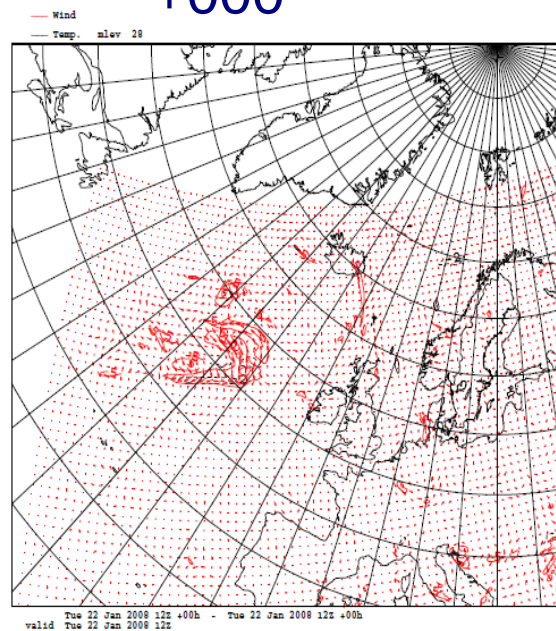 +000
Wind
Temp. mlev 28
Tue 22 Jan 2008 12Z +00h - Tue 22 Jan 2008 12Z +00h
valid Tue 22 Jan 2008 12Z